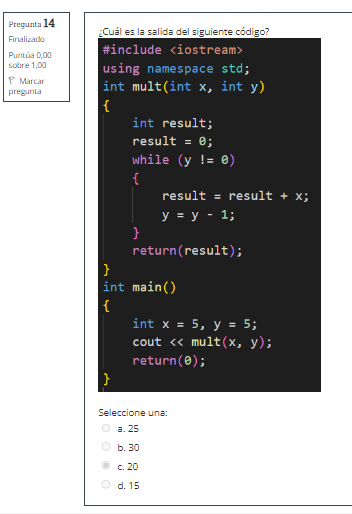 Pregunta 14
Finalizado
Puntúa 0,00
sobre 1,00
Marcar
pregunta
¿Cuál es la salida del siguiente código?
#include <iostream>
using namespace std;
int mult(int x, int y)
{
int result;
result = 0;
while (y != 0)
{
result = result + x;
y = y - 1;
}
return(result);
}
int main()
{
int x = 5, y = 5;
cout << mult(x, y);
return(0);
}
Seleccione una:
a. 25
b. 30
c. 20
d. 15